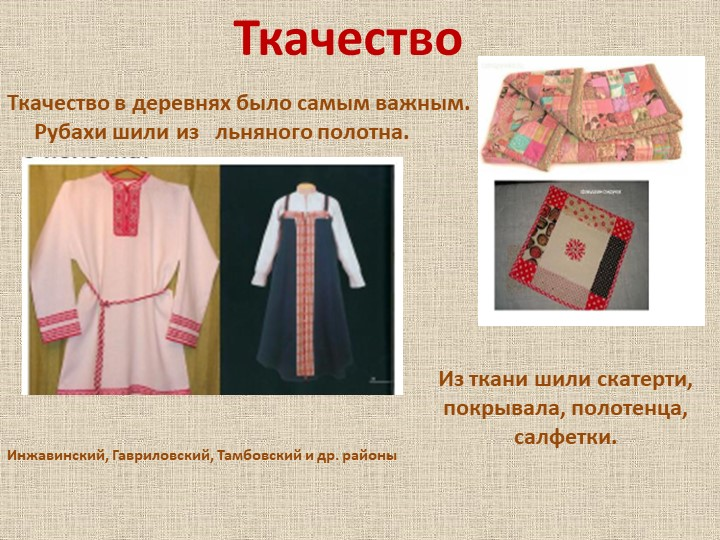 Ткачество
Ткачество в деревнях было самым важным.
Рубахи шили из льняного полотна.
Из ткани шили скатерти,
покрывала, полотенца,
салфетки.
Инжавинский, Гавриловский, Тамбовский и др. районы